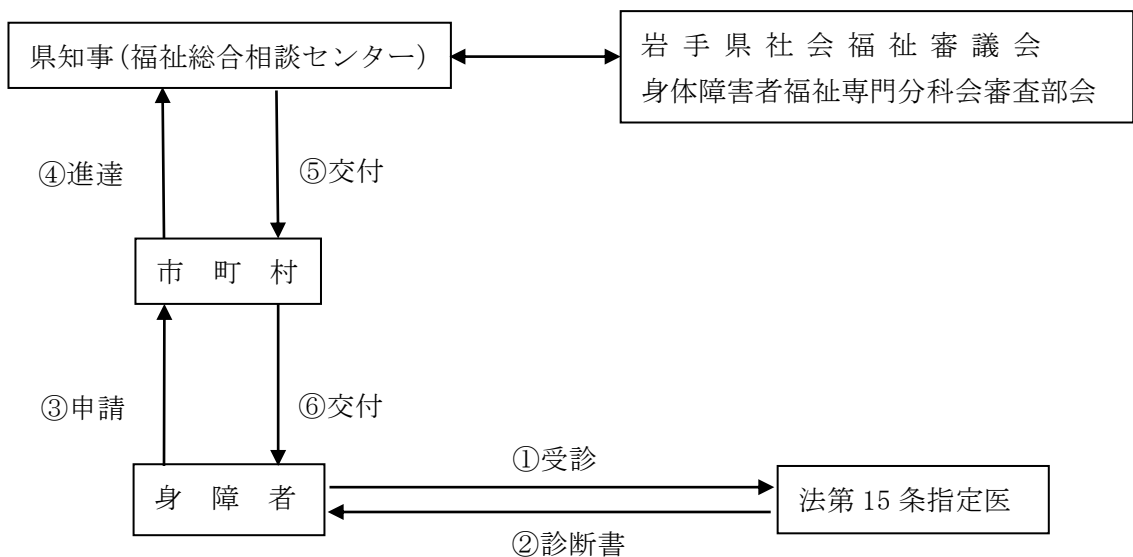 県知事(福祉総合相談センター)
岩手県社会福祉審議会
身体障害者福祉専門分科会審査部会
④進達
⑤交付
市町村
③申請
⑥交付
①受診
身障者
法第15条指定医
②診断書